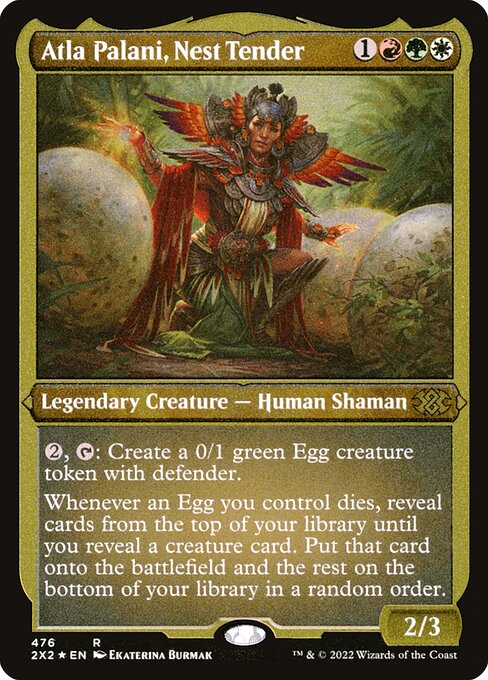 Atla Palani, Nest Tender 1
Legendary Creature — Human Shaman
2, : Create a 0/1 green Egg creature
token with defender.
Whenever an Egg you control dies, reveal
cards from the top of your library until
you reveal a creature card. Put that card
onto the battlefield and the rest on the
bottom of your library in a random order.
2/3
476 R
2X2 ★ EN Ekaterina Burmak
™ & © 2022 Wizards of the Coast